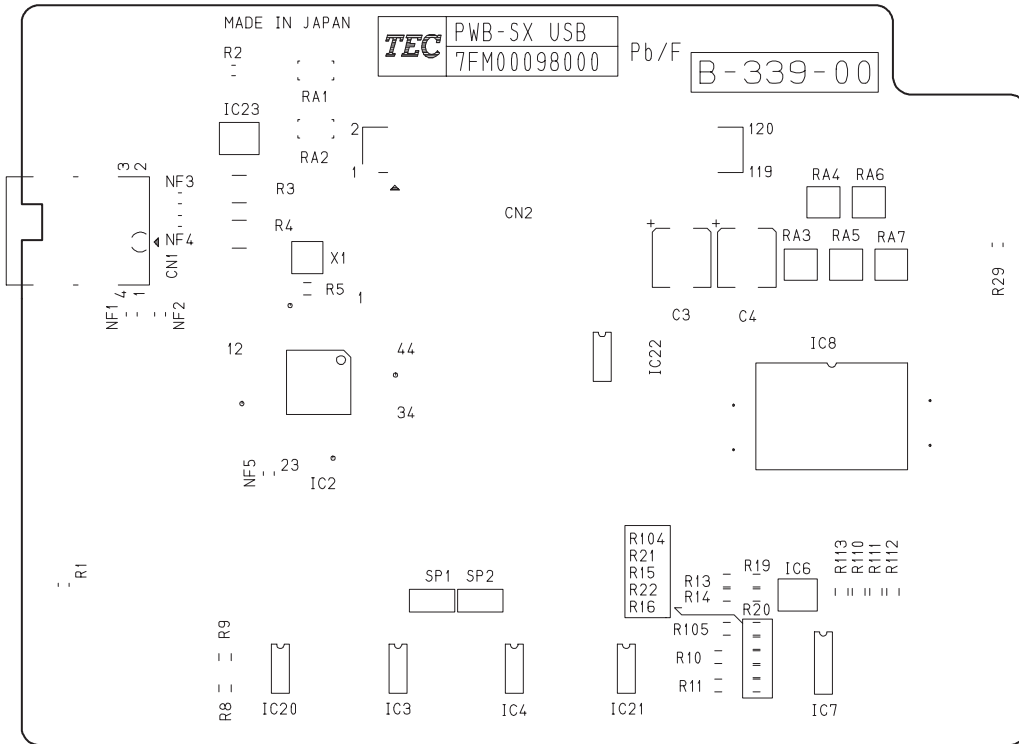 MADE IN JAPAN
TEC
PWB-SX USB
7FM00098000
Pb/F
B-339-00
R2
RA1
IC23
RA2
2
1
120
119
3
2
NF3
R3
RA4
RA6
CN2
R4
NF4
CN1
+
+
RA3
RA5
RA7
X1
R29
R5
1
4
1
NF1
NF2
C3
C4
IC8
12
44
IC22
34
NF5
23
IC2
R104
R21
R15
R22
R16
R113
R110
R111
R112
R1
SP1
SP2
R13
R19
IC6
R14
R20
R105
R9
R10
R11
R8
IC20
IC3
IC4
IC21
IC7